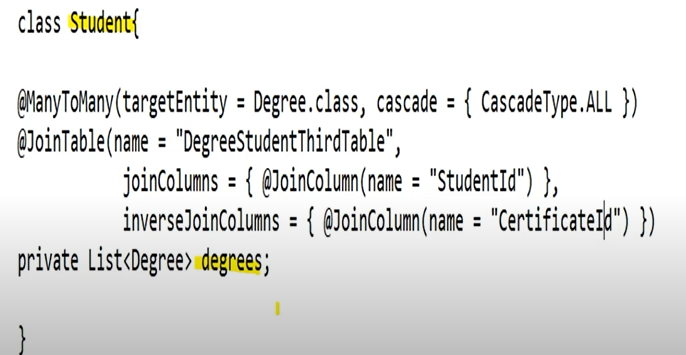 class Student{
@ManyToMany(targetEntity = Degree.class, cascade = { CascadeType.ALL })
@JoinTable(name = "DegreeStudentThirdTable",
joinColumns = { @JoinColumn(name = "StudentId") },
inverseJoinColumns = { @JoinColumn(name = "CertificateId") })
private List<Degree> degrees;
}